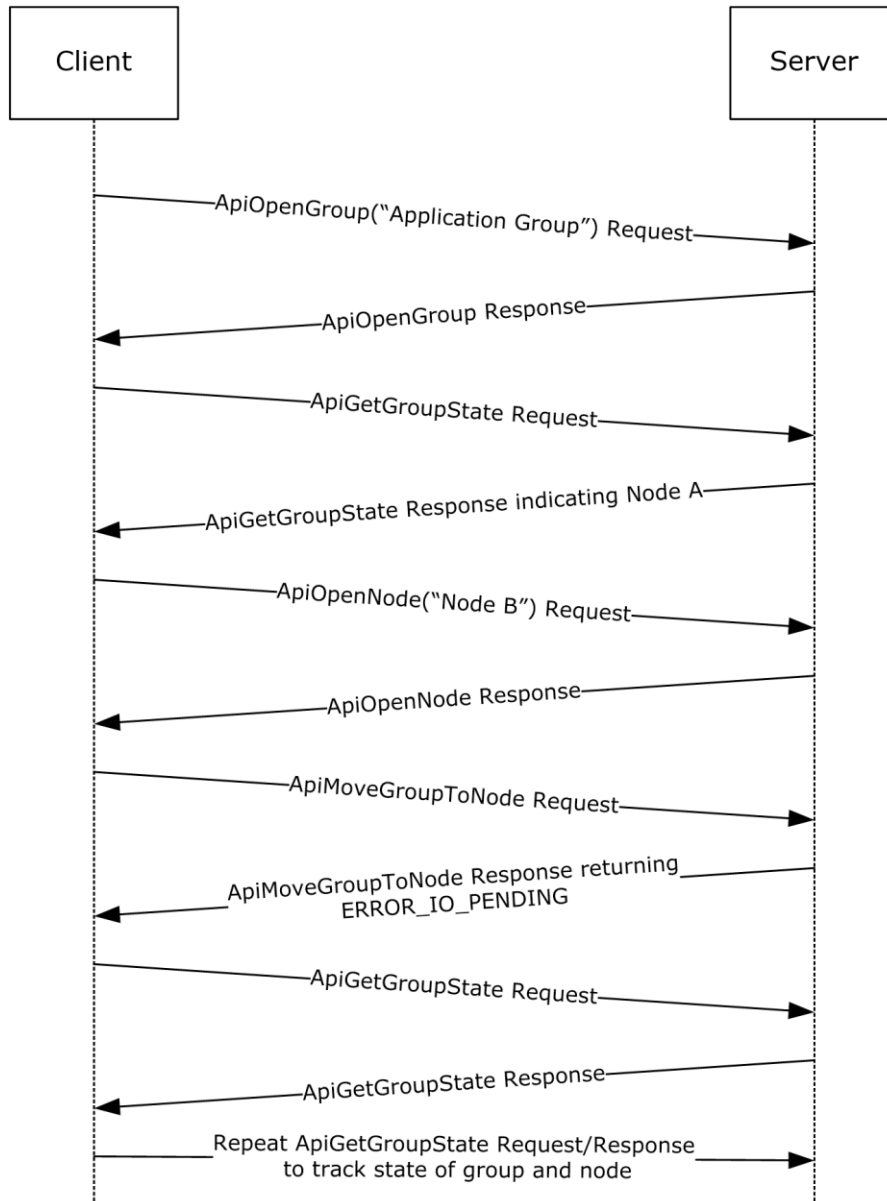 Client
Server
ApiOpenGroup(“Application Group”) Request
ApiOpenGroup Response
ApiGetGroupState Request
ApiGetGroupState Response indicating Node A
ApiOpenNode(“Node B”) Request
ApiOpenNode Response
ApiMoveGroupToNode Request
ApiMoveGroupToNode Response returning
ERROR_IO_PENDING
ApiGetGroupState Request
ApiGetGroupState Response
Repeat ApiGetGroupState Request/Response
to track state of group and node